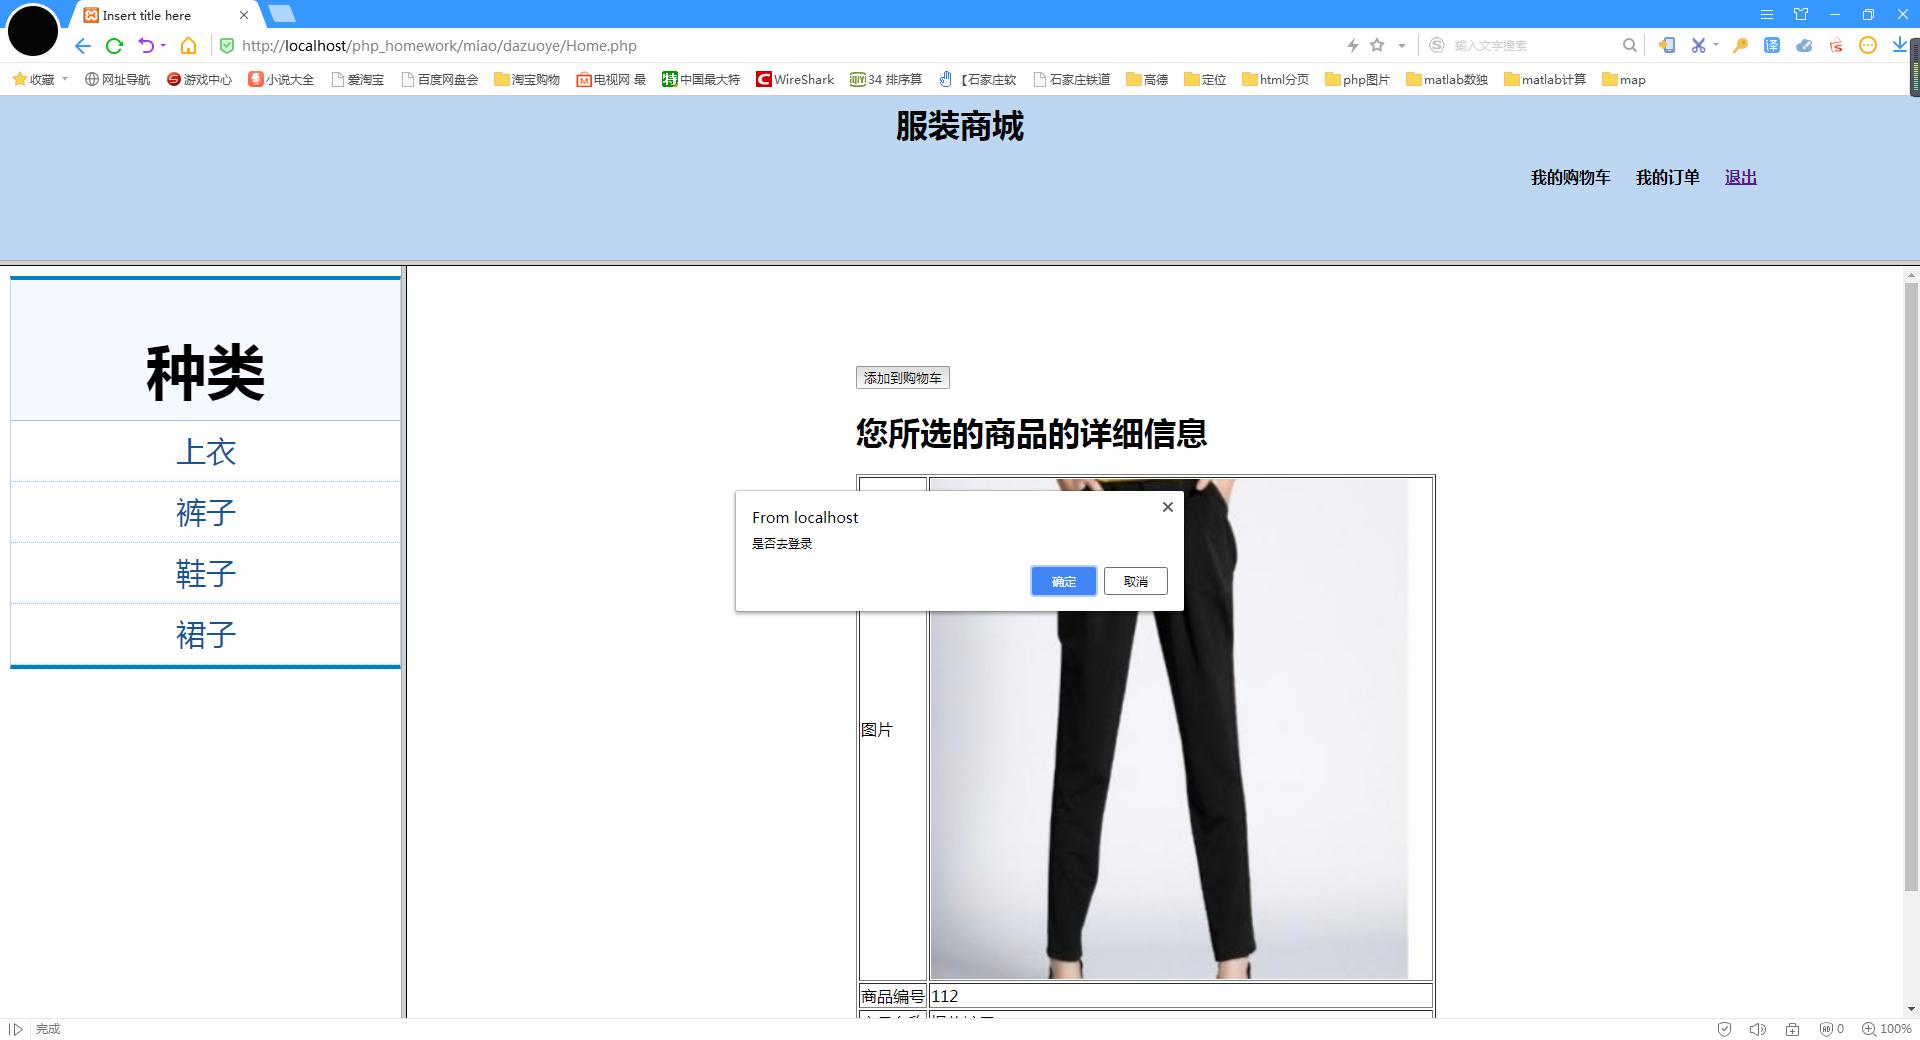 Insert title here
http://localhost/php_homework/miao/dazuoye/Home.php
输入文字搜索
收藏 网址导航 游戏中心 小说大全 爱淘宝 百度网盘会 淘宝购物 电视网 最 中国最大特 WireShark 34 排序算 【石家庄软 石家庄铁道 高德 定位 html分页 php图片 matlab数独 matlab计算 map
服装商城
我的购物车 我的订单 退出
种类
上衣
裤子
鞋子
裙子
添加到购物车
您所选的商品的详细信息
From localhost
是否去登录
确定 取消
图片
商品编号 112
完成
0 100%